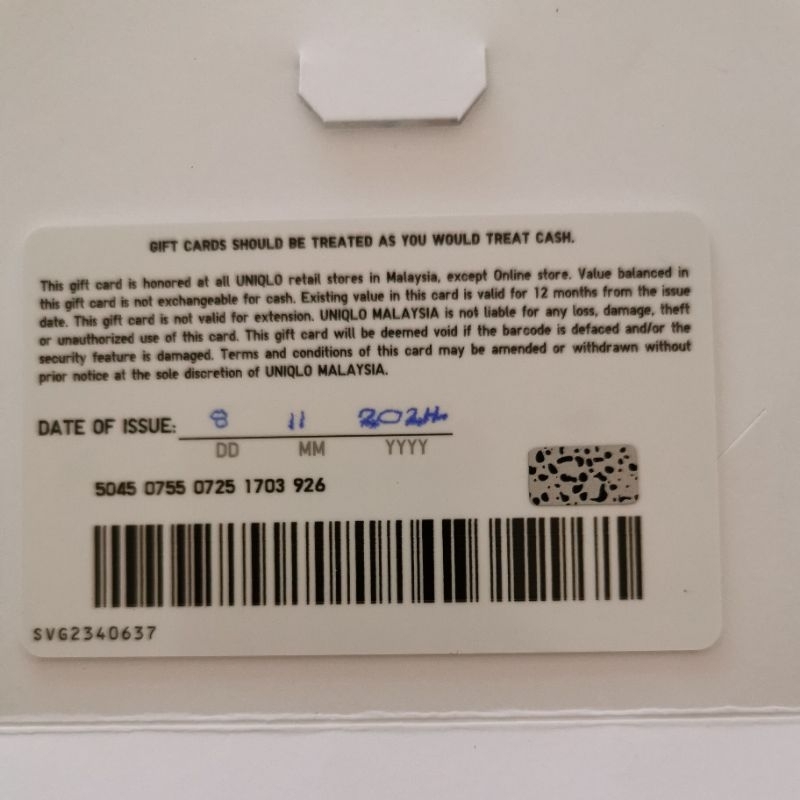 GIFT CARDS SHOULD BE TREATED AS YOU WOULD TREAT CASH.
This gift card is honored at all UNIQLO retail stores in Malaysia, except Online store. Value balanced in
this gift card is not exchangeable for cash. Existing value in this card is valid for 12 months from the issue
date. This gift card is not valid for extension. UNIQLO MALAYSIA is not liable for any loss, damage, theft
or unauthorized use of this card. This gift card will be deemed void if the barcode is defaced and/or the
security feature is damaged. Terms and conditions of this card may be amended or withdrawn without
prior notice at the sole discretion of UNIQLO MALAYSIA.
DATE OF ISSUE: 8 11 2024
DD MM YYYY
5045 0755 0725 1703 926
SVG2340637